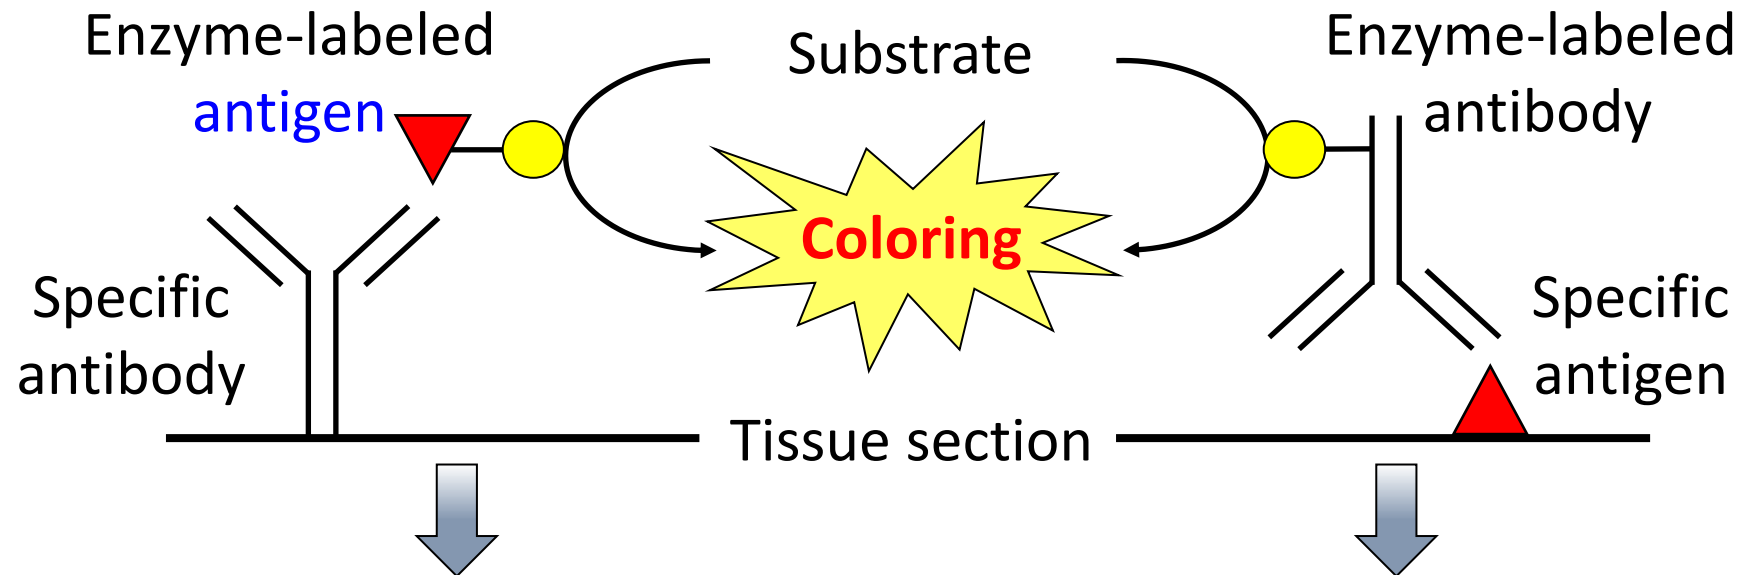 Enzyme-labeled
antigen
Substrate
Enzyme-labeled
antibody
Coloring
Specific
antibody
Specific
antigen
Tissue section